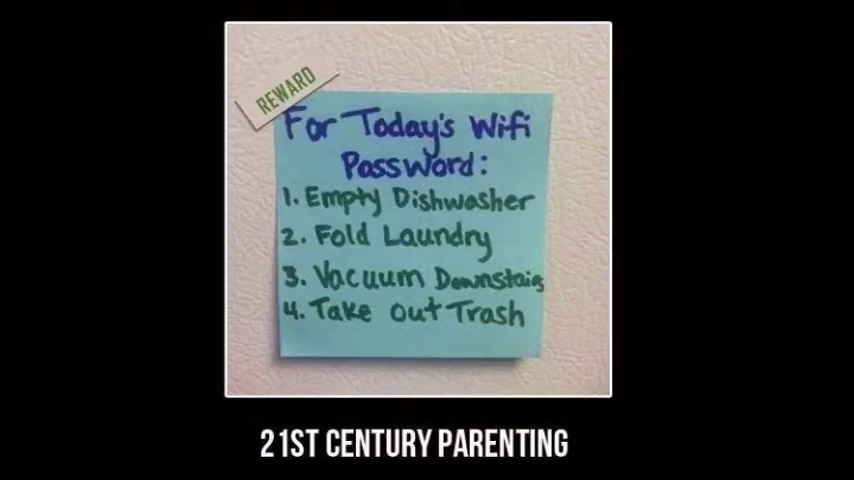 REWARD
For Today's Wifi
Password:
1. Empty Dishwasher
2. Fold Laundry
3. Vacuum Downstairs
4. Take Out Trash
21ST CENTURY PARENTING